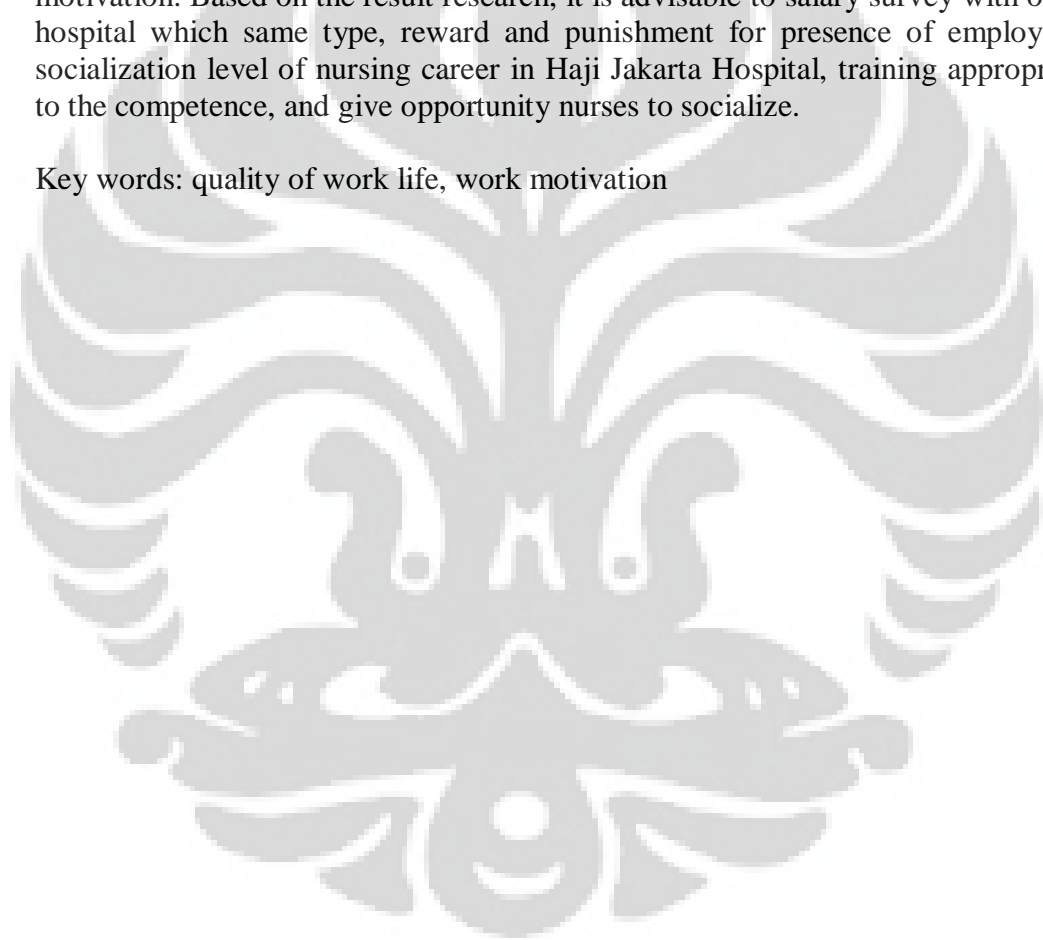 motivation. Based on the result research, it is advisable to salary survey with
hospital which same type, reward and punishment for presence of
socialization level of nursing career in Haji Jakarta Hospital, training
to the competence, and give opportunity nurses to socialize.
Key words: quality of work life, work motivation